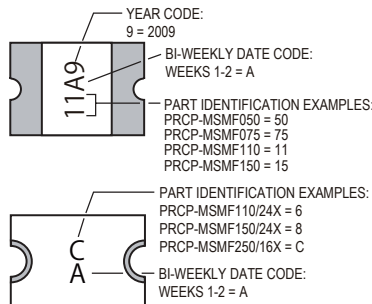 YEAR CODE:
9 = 2009
BI-WEEKLY DATE CODE:
WEEKS 1-2 = A
11A9
PART IDENTIFICATION EXAMPLES:
PRCP-MSMF050 = 50
PRCP-MSMF075 = 75
PRCP-MSMF110 = 11
PRCP-MSMF150 = 15
PART IDENTIFICATION EXAMPLES:
PRCP-MSMF110/24X = 6
PRCP-MSMF150/24X = 8
PRCP-MSMF250/16X = C
C
A
BI-WEEKLY DATE CODE:
WEEKS 1-2 = A